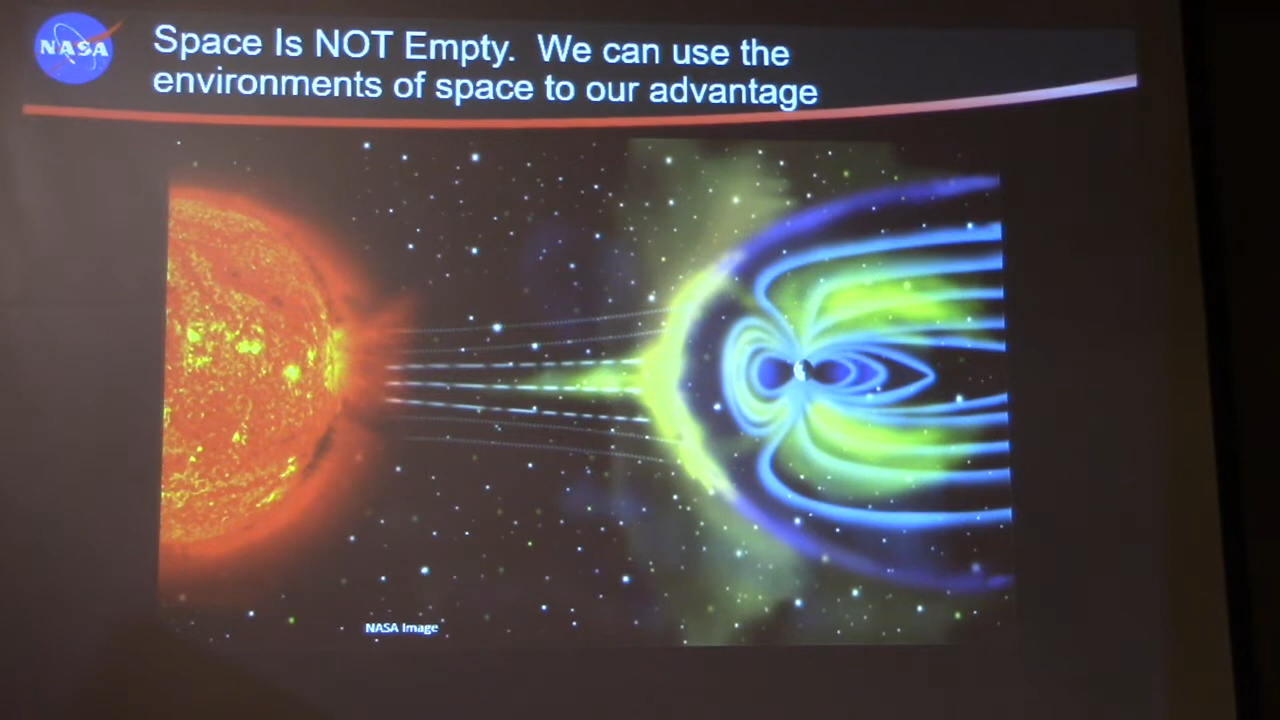 NASA
Space Is NOT Empty. We can use the
environments of space to our advantage
NASA Image